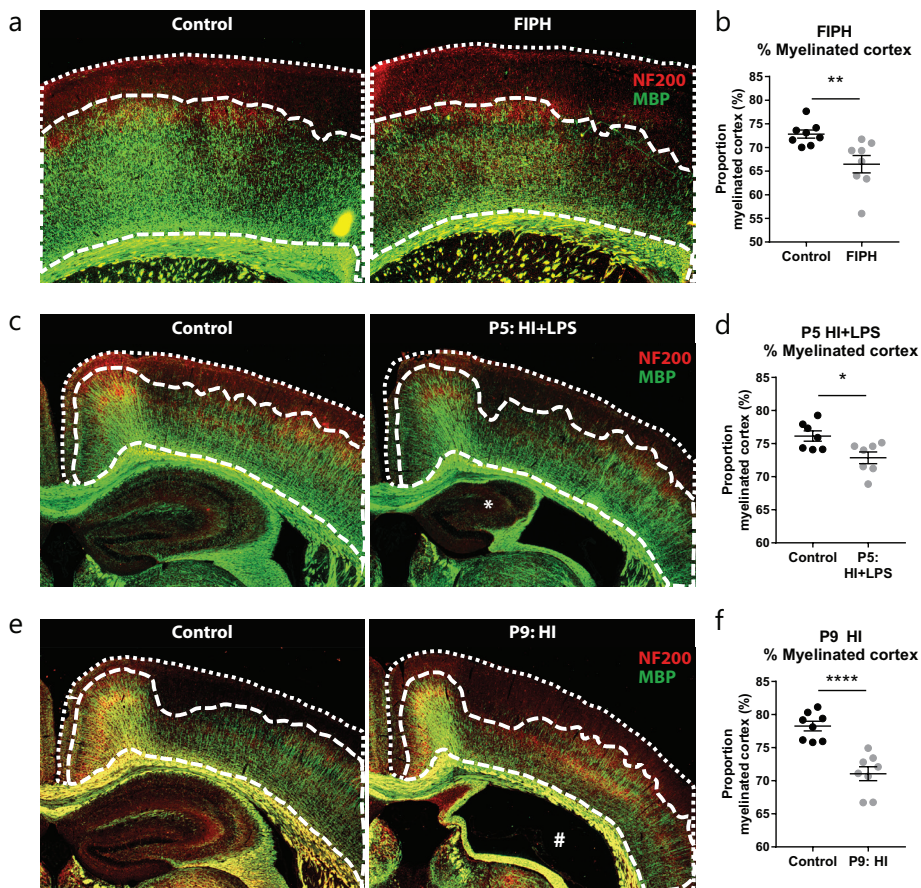 a
Control
FIPH
NF200
MBP
b
FIPH
% Myelinated cortex
**
Proportion
myelinated cortex (%)
85
80
75
70
65
60
55
50
Control
FIPH
c
Control
P5: HI+LPS
NF200
MBP
*
d
P5 HI+LPS
% Myelinated cortex
*
Proportion
myelinated cortex (%)
85
80
75
70
65
60
Control
P5:
HI+LPS
e
Control
P9: HI
NF200
MBP
#
f
P9 HI
% Myelinated cortex
****
Proportion
myelinated cortex (%)
85
80
75
70
65
60
Control
P9: HI